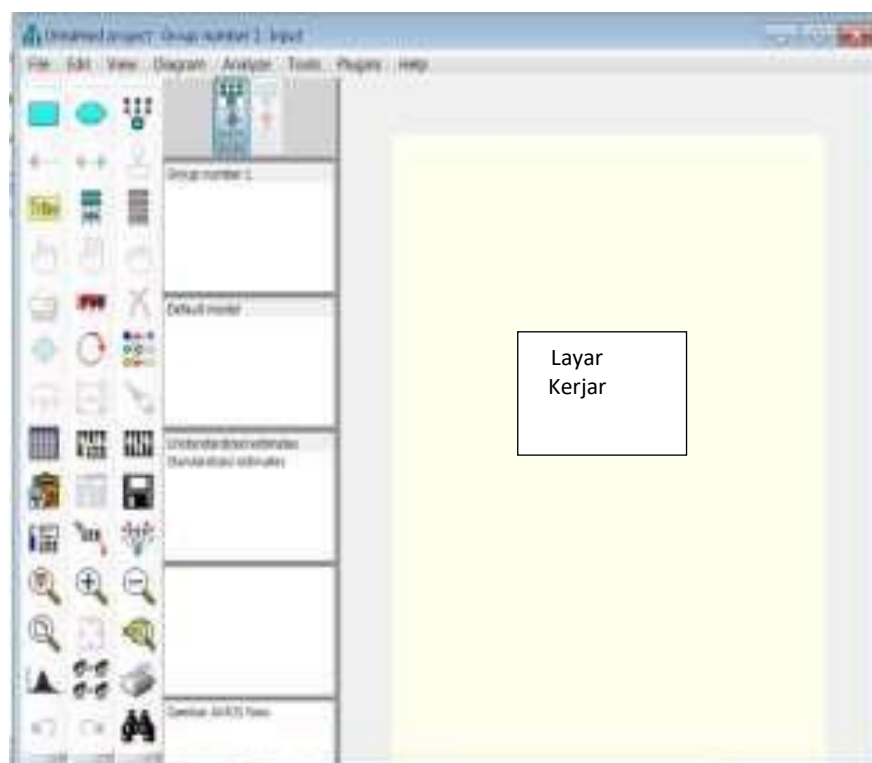 Unnamed project : Group number 1 : Input
File Edit View Diagram Analyze Tools Plugins Help
Title
Group number 1
Default model
Unstandardized estimates
Standardized estimates
Layar
Kerjar